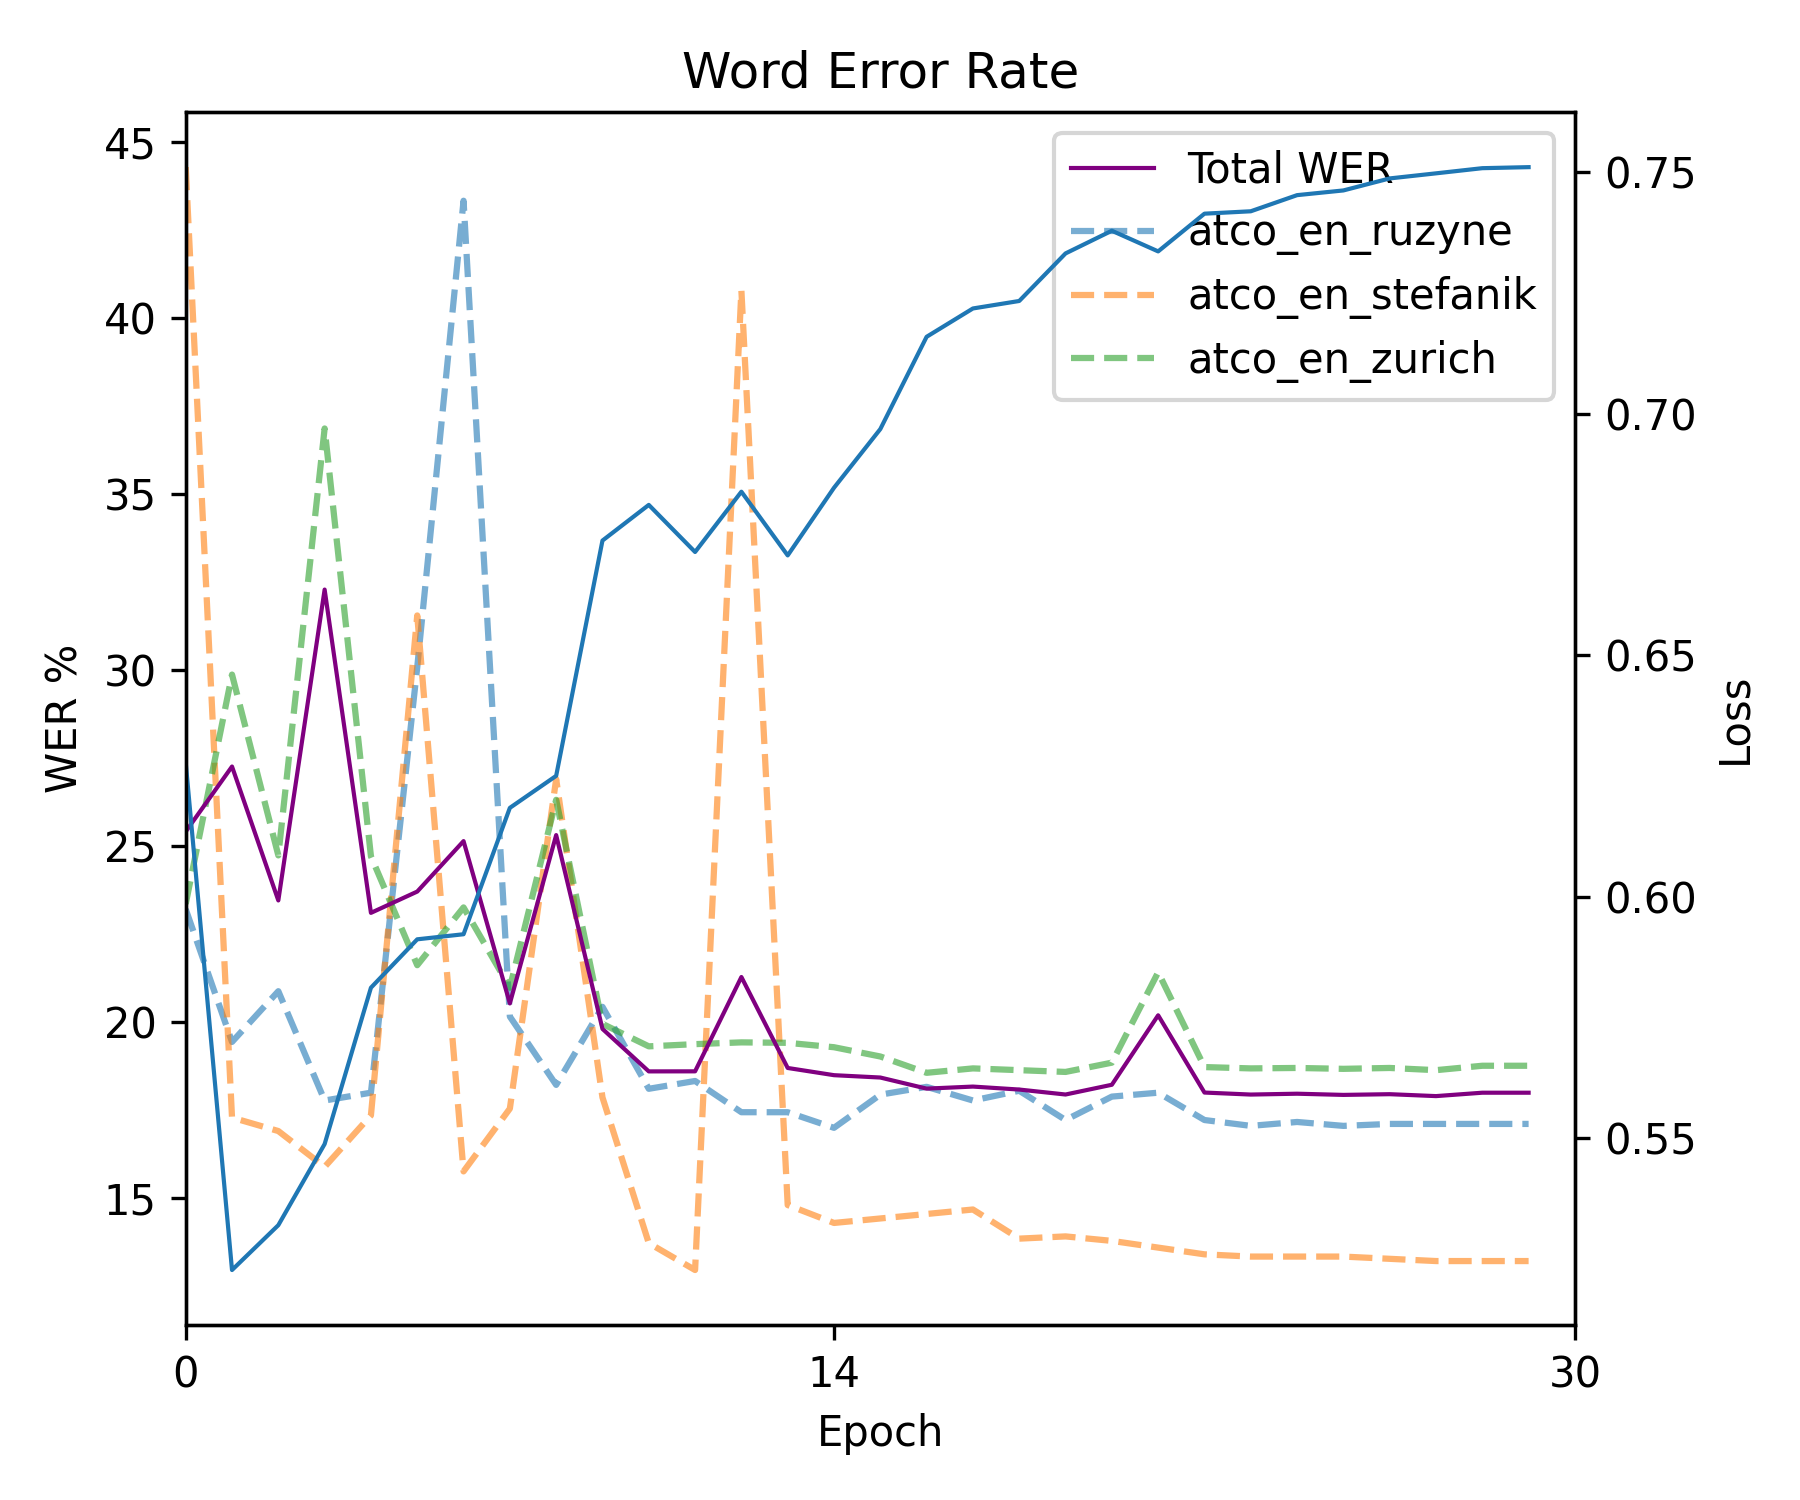 Word Error Rate
45
40
35
30
25
20
15
WER %
Total WER
atco_en_ruzyne
atco_en_stefanik
atco_en_zurich
0.75
0.70
0.65
0.60
0.55
Loss
0
14
30
Epoch